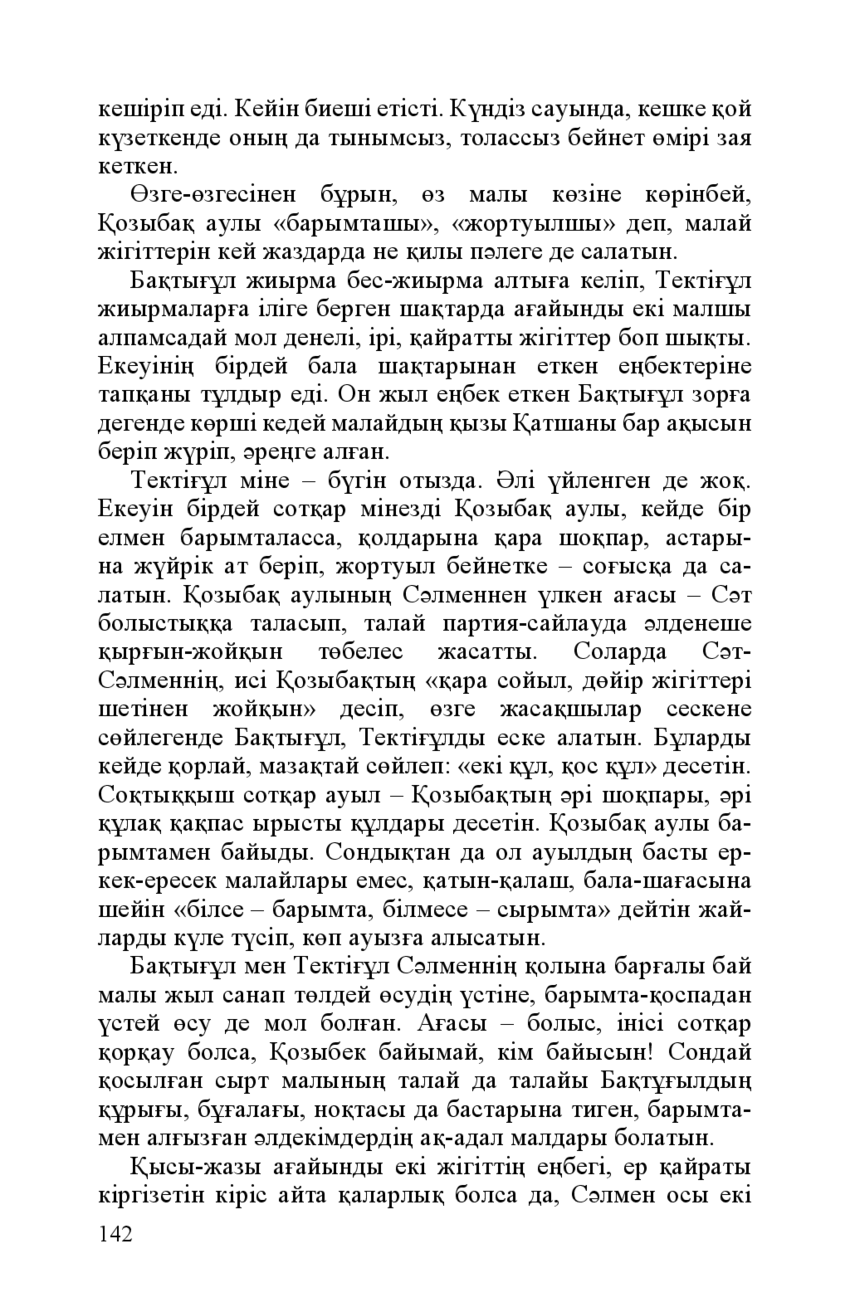 кешіріп еді. Кейін биеші етісті. Күндіз сауында, кешке қой
күзеткенде оның да тынымсыз, толассыз бейнет өмірі зая
кеткен.
Өзге-өзгесінен бұрын, өз малы көзіне көрінбей,
Қозыбақ аулы «барымташы», «жортуылшы» деп, малай
жігіттерін кей жаздарда не қилы пәлеге де салатын.
Бақтығұл жиырма бес-жиырма алтыға келіп, Тектіғұл
жиырмаларға іліге берген шақтарда ағайынды екі малшы
алпамсадай мол денелі, ірі, қайратты жігіттер боп шықты.
Екеуінің бірдей бала шақтарынан еткен еңбектеріне
тапқаны тұлдыр еді. Он жыл еңбек еткен Бақтығұл зорға
дегенде көрші кедей малайдың қызы Қатшаны бар ақысын
беріп жүріп, әреңге алған.
Тектіғұл міне – бүгін отызда. Әлі үйленген де жоқ.
Екеуін бірдей сотқар мінезді Қозыбақ аулы, кейде бір
елмен барымталасса, қолдарына қара шоқпар, астары-
на жүйрік ат беріп, жортуыл бейнетке – соғысқа да са-
латын. Қозыбақ аулының Сәлменнен үлкен ағасы – Сәт
болыстыққа таласып, талай партия-сайлауда әлденеше
қырғын-жойқын төбелес жасатты. Соларда Сәт-
Сәлменнің, исі Қозыбақтың «қара сойыл, дөйір жігіттері
шетінен жойқын» десіп, өзге жасақшылар сескене
сөйлегенде Бақтығұл, Тектіғұлды еске алатын. Бұларды
кейде қорлай, мазақтай сөйлеп: «екі құл, қос құл» десетін.
Соқтыққыш сотқар ауыл – Қозыбақтың әрі шоқпары, әрі
құлақ қақпас ырысты құлдары десетін. Қозыбақ аулы ба-
рымтамен байыды. Сондықтан да ол ауылдың басты ер-
кек-ересек малайлары емес, қатын-қалаш, бала-шағасына
шейін «білсе – барымта, білмесе – сырымта» дейтін жай-
ларды күле түсіп, көп ауызға алысатын.
Бақтығұл мен Тектіғұл Сәлменнің қолына барғалы бай
малы жыл санап төлдей өсудің үстіне, барымта-қоспадан
үстей өсу де мол болған. Ағасы – болыс, інісі сотқар
қорқау болса, Қозыбек байымай, кім байысын! Сондай
қосылған сырт малының талай да талайы Бақтұғылдың
құрығы, бұғалағы, ноқтасы да бастарына тиген, барымта-
мен алғызған әлдекімдердің ақ-адал малдары болатын.
Қысы-жазы ағайынды екі жігіттің еңбегі, ер қайраты
кіргізетін кіріс айта қаларлық болса да, Сәлмен осы екі
142